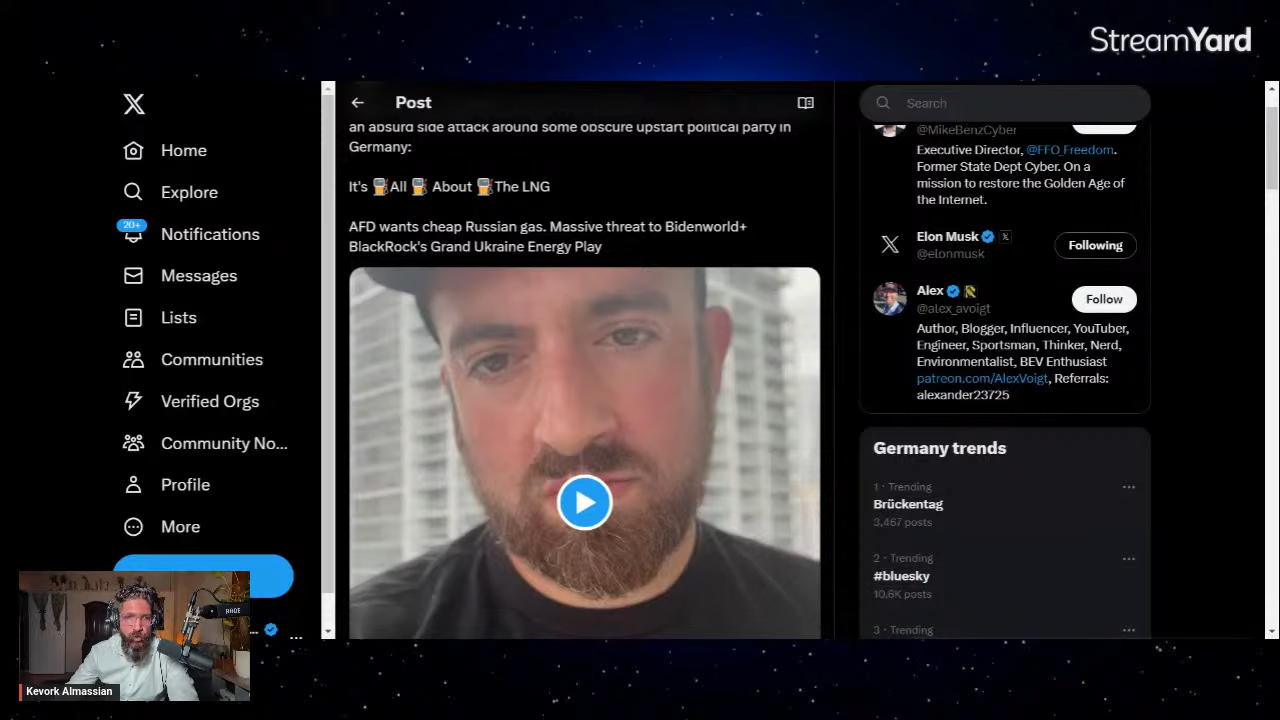 StreamYard
Home
Explore
20+
Notifications
Messages
Lists
Communities
Verified Orgs
Community No...
Profile
More
...
Kevork Almassian
RØDE
Post
an absurd side attack around some obscure upstart political party in
Germany:
It's ⛽All ⛽ About ⛽The LNG
AFD wants cheap Russian gas. Massive threat to Bidenworld+
BlackRock's Grand Ukraine Energy Play
Search
@MikeBenzCyber
Executive Director, @FFO_Freedom.
Former State Dept Cyber. On a
mission to restore the Golden Age of
the Internet.
Elon Musk
@elonmusk
Following
Alex
@alex_avoigt
Follow
Author, Blogger, Influencer, YouTuber,
Engineer, Sportsman, Thinker, Nerd,
Environmentalist, BEV Enthusiast
patreon.com/AlexVoigt, Referrals:
alexander23725
Germany trends
1 · Trending
Brückentag
3,467 posts
2 · Trending
#bluesky
10.6K posts
3 · Trending